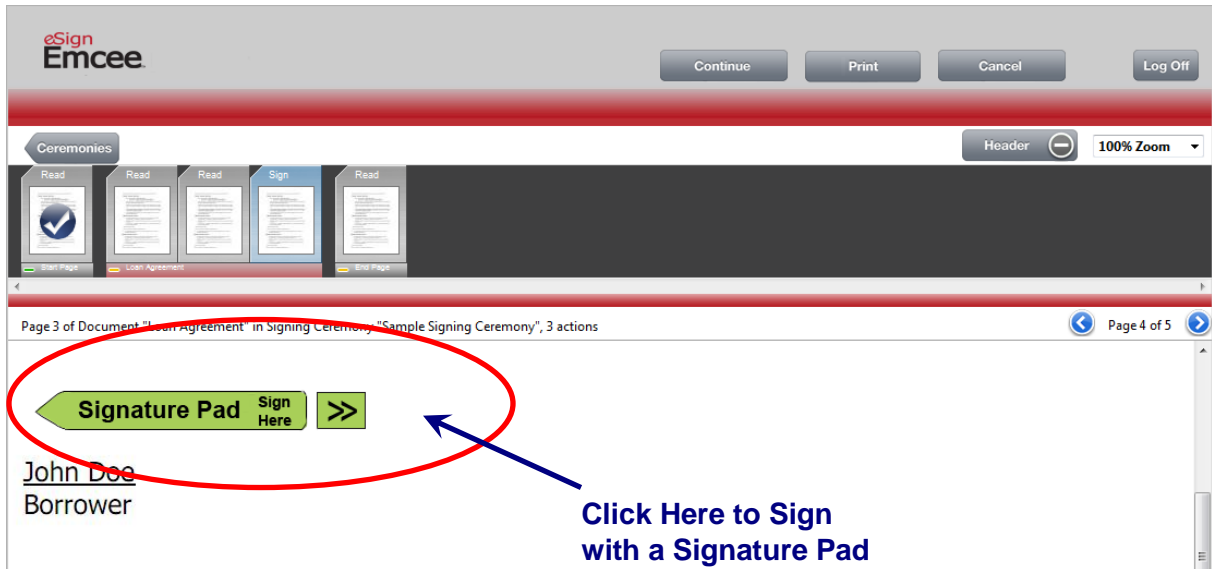 eSign
Emcee
Continue Print Cancel Log Off
Ceremonies
Header 100% Zoom
Read Read Read Sign Read
Start Page Loan Agreement End Page
Page 3 of Document "Loan Agreement" in Signing Ceremony "Sample Signing Ceremony", 3 actions
Page 4 of 5
Signature Pad Sign Here >>
John Doe
Borrower
Click Here to Sign
with a Signature Pad